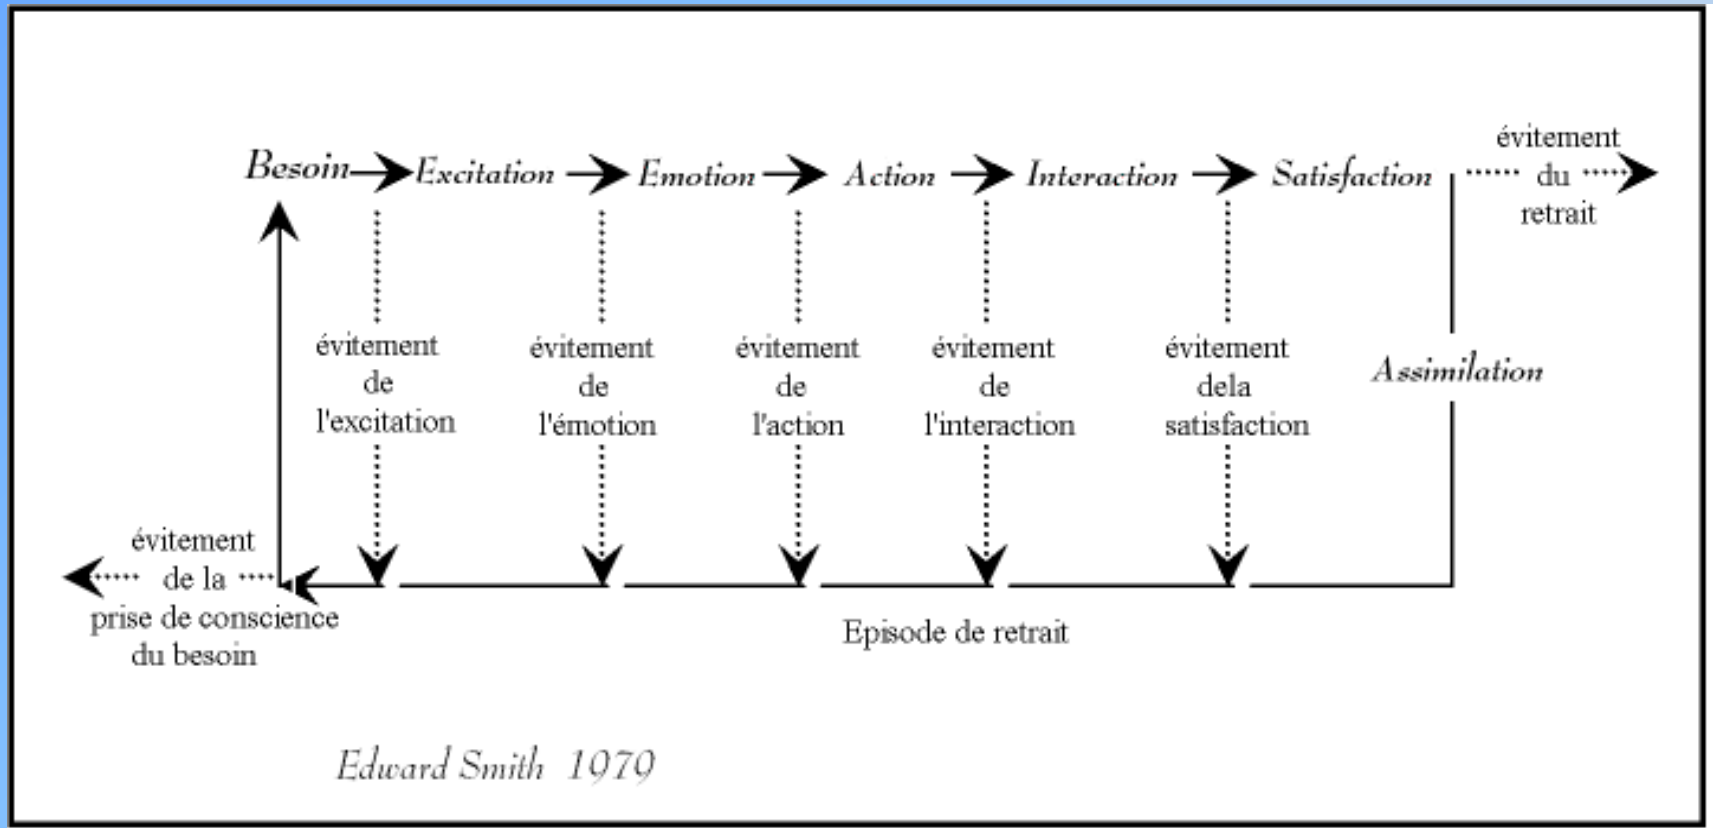 Besoin Excitation Emotion Action Interaction Satisfaction
évitement
du
retrait
évitement
de
l'excitation
évitement
de
l'émotion
évitement
de
l'action
évitement
de
l'interaction
évitement
dela
satisfaction
Assimilation
évitement
de la
prise de conscience
du besoin
Episode de retrait
Edward Smith 1979